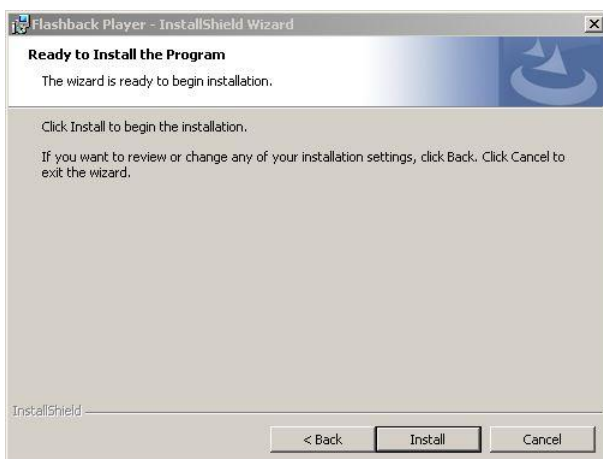 Flashback Player - InstallShield Wizard
Ready to Install the Program
The wizard is ready to begin installation.
Click Install to begin the installation.
If you want to review or change any of your installation settings, click Back. Click Cancel to
exit the wizard.
InstallShield
< Back Install Cancel